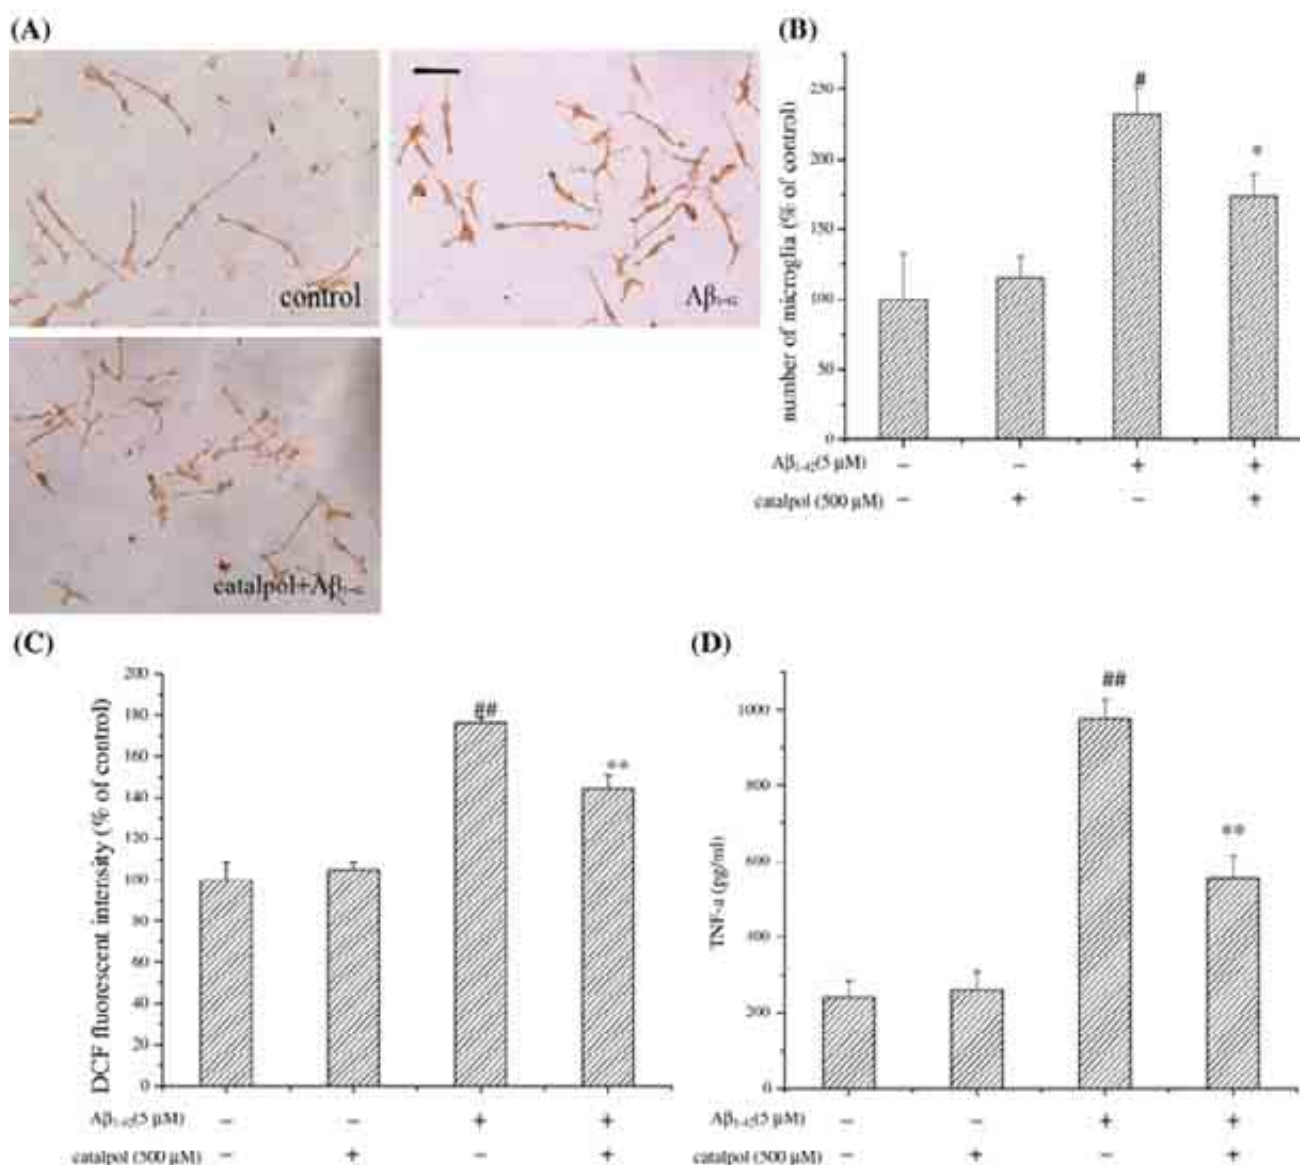 (A)
control
Aβ₁₋₄₂
catalpol+Aβ₁₋₄₂
(B)
number of microglia (% of control)
250
200
150
100
50
0
#
*
Aβ₁₋₄₂(5 μM) − − + +
catalpol (500 μM) − + − +
(C)
DCF fluorescent intensity (% of control)
200
180
160
140
120
100
80
60
40
20
0
##
**
Aβ₁₋₄₂(5 μM) − − + +
catalpol (500 μM) − + − +
(D)
TNF-α (pg/ml)
1000
800
600
400
200
0
##
**
Aβ₁₋₄₂(5 μM) − − + +
catalpol (500 μM) − + − +